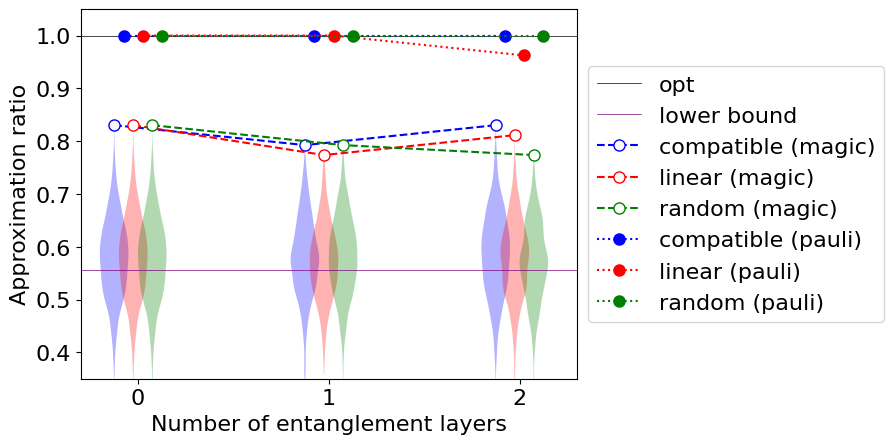 1.0
0.9
0.8
0.7
0.6
0.5
0.4
Approximation ratio
0 1 2
Number of entanglement layers
opt
lower bound
compatible (magic)
linear (magic)
random (magic)
compatible (pauli)
linear (pauli)
random (pauli)